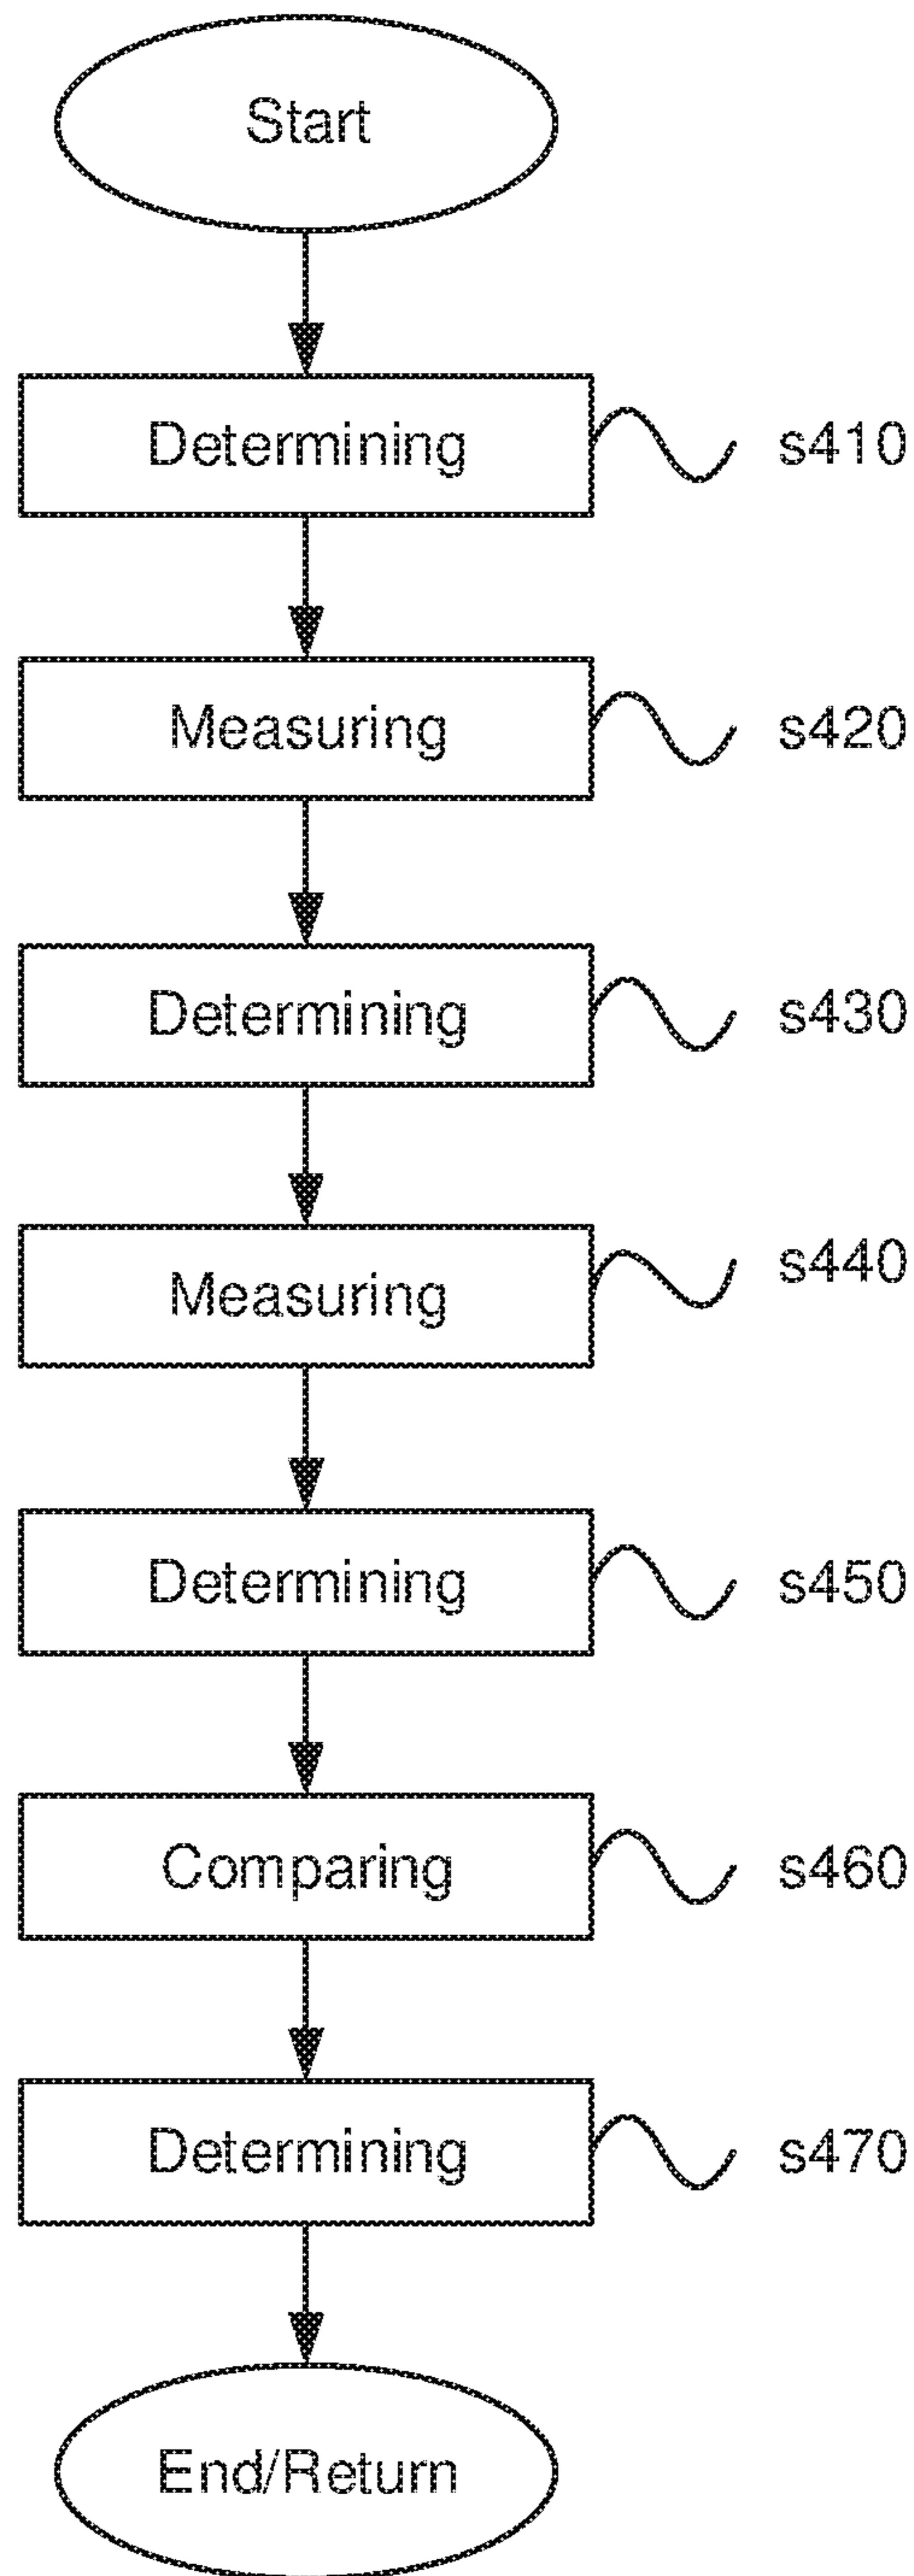 Start
Determining s410
Measuring s420
Determining s430
Measuring s440
Determining s450
Comparing s460
Determining s470
End/Return